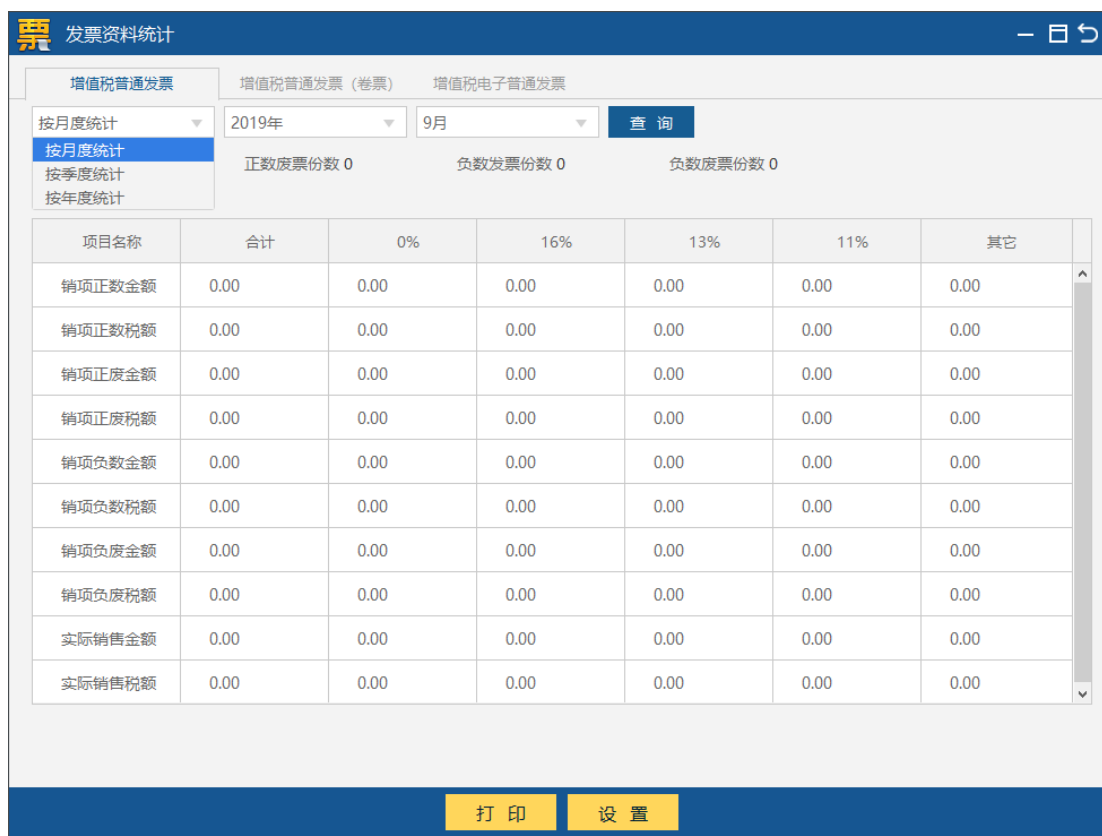 票 发票资料统计
增值税普通发票 增值税普通发票（卷票） 增值税电子普通发票
按月度统计 2019年 9月 查 询
按月度统计
按季度统计
按年度统计
正数废票份数 0 负数发票份数 0 负数废票份数 0
项目名称 合计 0% 16% 13% 11% 其它
销项正数金额 0.00 0.00 0.00 0.00 0.00 0.00
销项正数税额 0.00 0.00 0.00 0.00 0.00 0.00
销项正废金额 0.00 0.00 0.00 0.00 0.00 0.00
销项正废税额 0.00 0.00 0.00 0.00 0.00 0.00
销项负数金额 0.00 0.00 0.00 0.00 0.00 0.00
销项负数税额 0.00 0.00 0.00 0.00 0.00 0.00
销项负废金额 0.00 0.00 0.00 0.00 0.00 0.00
销项负废税额 0.00 0.00 0.00 0.00 0.00 0.00
实际销售金额 0.00 0.00 0.00 0.00 0.00 0.00
实际销售税额 0.00 0.00 0.00 0.00 0.00 0.00
打 印 设 置